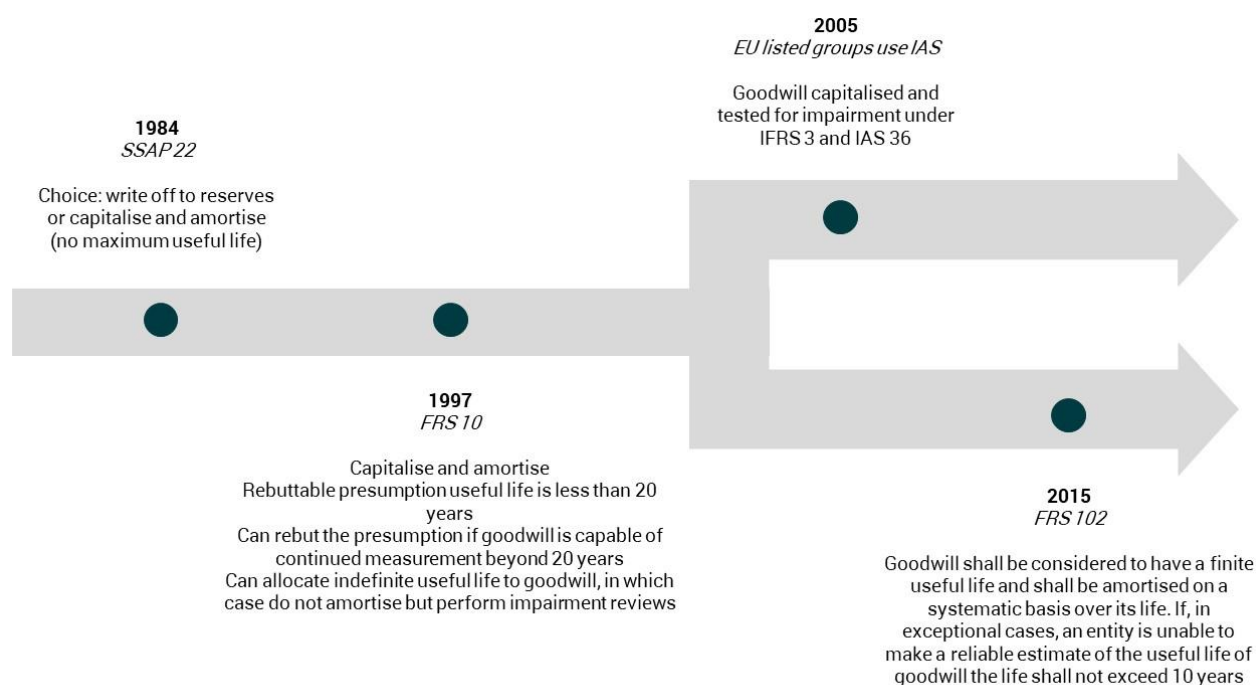 1984
SSAP 22
Choice: write off to reserves
or capitalise and amortise
(no maximum useful life)
1997
FRS 10
Capitalise and amortise
Rebuttable presumption useful life is less than 20
years
Can rebut the presumption if goodwill is capable of
continued measurement beyond 20 years
Can allocate indefinite useful life to goodwill, in which
case do not amortise but perform impairment reviews
2005
EU listed groups use IAS
Goodwill capitalised and
tested for impairment under
IFRS 3 and IAS 36
2015
FRS 102
Goodwill shall be considered to have a finite
useful life and shall be amortised on a
systematic basis over its life. If, in
exceptional cases, an entity is unable to
make a reliable estimate of the useful life of
goodwill the life shall not exceed 10 years